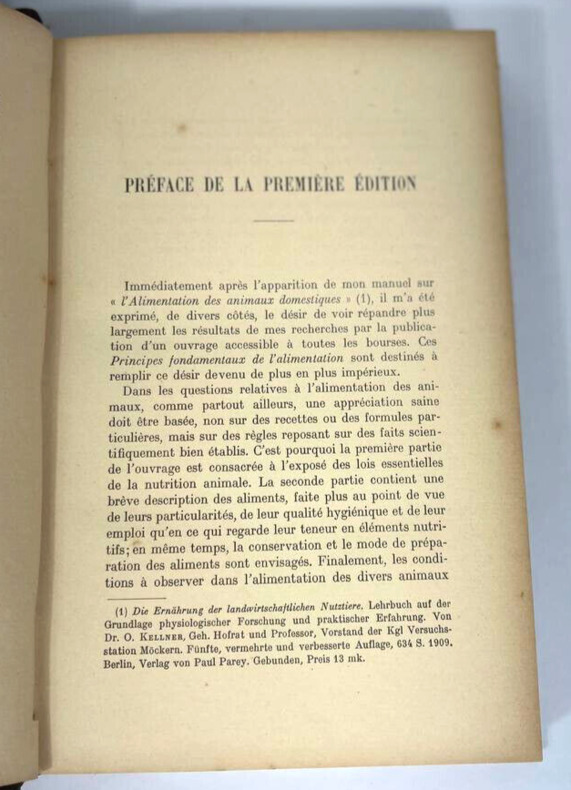 PRÉFACE DE LA PREMIÈRE ÉDITION
Immédiatement après l'apparition de mon manuel sur
« l'Alimentation des animaux domestiques » (1), il m'a été
exprimé, de divers côtés, le désir de voir répandre plus
largement les résultats de mes recherches par la publica-
tion d'un ouvrage accessible à toutes les bourses. Ces
Principes fondamentaux de l'alimentation sont destinés à
remplir ce désir devenu de plus en plus impérieux.
Dans les questions relatives à l'alimentation des ani-
maux, comme partout ailleurs, une appréciation saine
doit être basée, non sur des recettes ou des formules par-
ticulières, mais sur des règles reposant sur des faits scien-
tifiquement bien établis. C'est pourquoi la première partie
de l'ouvrage est consacrée à l'exposé des lois essentielles
de la nutrition animale. La seconde partie contient une
brève description des aliments, faite plus au point de vue
de leurs particularités, de leur qualité hygiénique et de leur
emploi qu'en ce qui regarde leur teneur en éléments nutri-
tifs; en même temps, la conservation et le mode de prépa-
ration des aliments sont envisagés. Finalement, les condi-
tions à observer dans l'alimentation des divers animaux
(1) Die Ernährung der landwirtschaftlichen Nutztiere. Lehrbuch auf der
Grundlage physiologischer Forschung und praktischer Erfahrung. Von
Dr. O. KELLNER, Geh. Hofrat und Professor, Vorstand der Kgl Versuchs-
station Möckern. Fünfte, vermehrte und verbesserte Auflage, 634 S. 1909.
Berlin, Verlag von Paul Parey. Gebunden, Preis 13 mk.